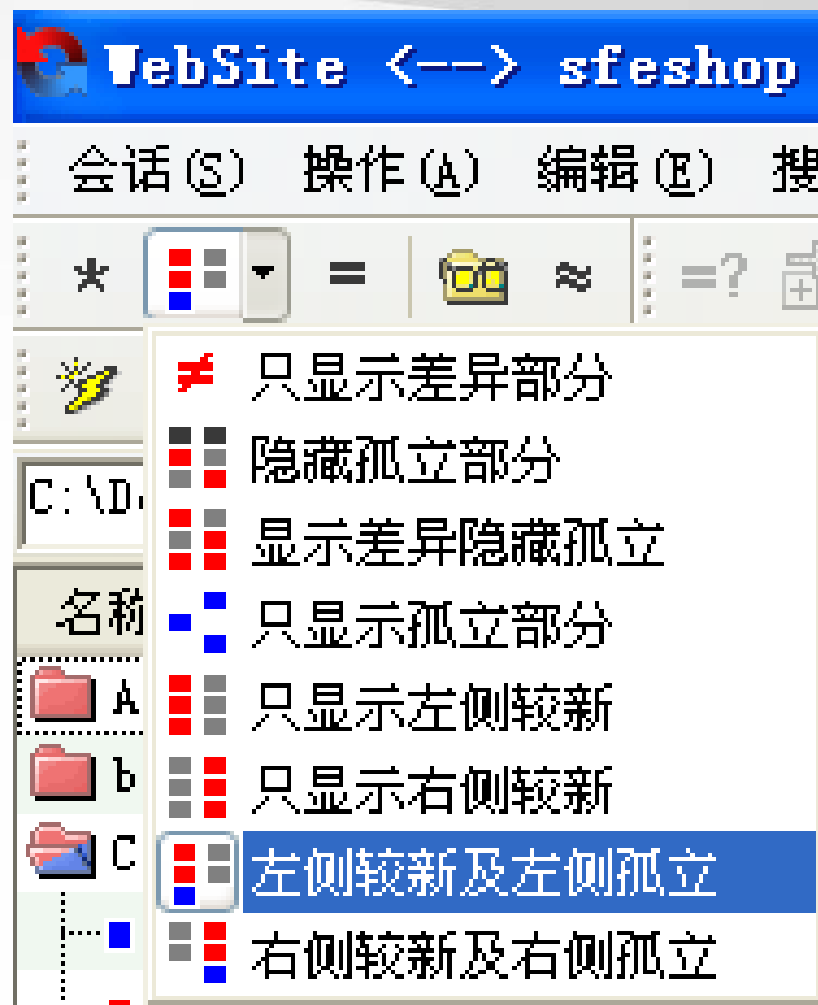 WebSite <--> sfeshop
会话(S) 操作(A) 编辑(E) 搜
* = ≈ =?
≠ 只显示差异部分
隐藏孤立部分
C:\D
显示差异隐藏孤立
名称
只显示孤立部分
A
只显示左侧较新
b
只显示右侧较新
C
左侧较新及左侧孤立
右侧较新及右侧孤立